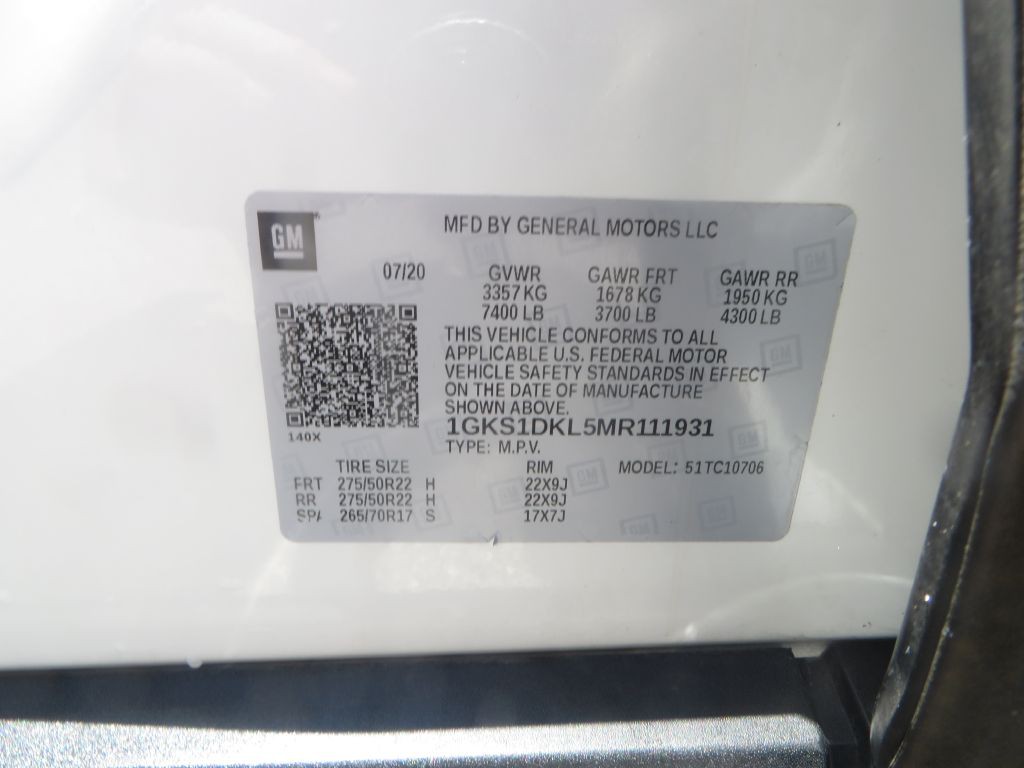 GM
MFD BY GENERAL MOTORS LLC
07/20 GVWR GAWR FRT GAWR RR
3357 KG 1678 KG 1950 KG
7400 LB 3700 LB 4300 LB
THIS VEHICLE CONFORMS TO ALL
APPLICABLE U.S. FEDERAL MOTOR
VEHICLE SAFETY STANDARDS IN EFFECT
ON THE DATE OF MANUFACTURE
SHOWN ABOVE.
1GKS1DKL5MR111931
140X
TYPE: M.P.V.
TIRE SIZE RIM MODEL: 51TC10706
FRT 275/50R22 H 22X9J
RR 275/50R22 H 22X9J
SPA 265/70R17 S 17X7J